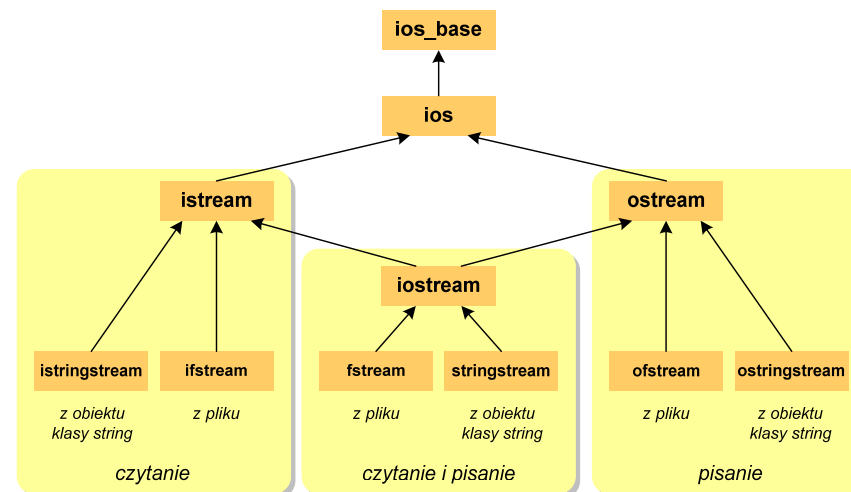 ios_base
ios
istream
ostream
iostream
istringstream
ifstream
fstream
stringstream
ofstream
ostringstream
z obiektu
klasy string
z pliku
z pliku
z obiektu
klasy string
z pliku
z obiektu
klasy string
czytanie
czytanie i pisanie
pisanie